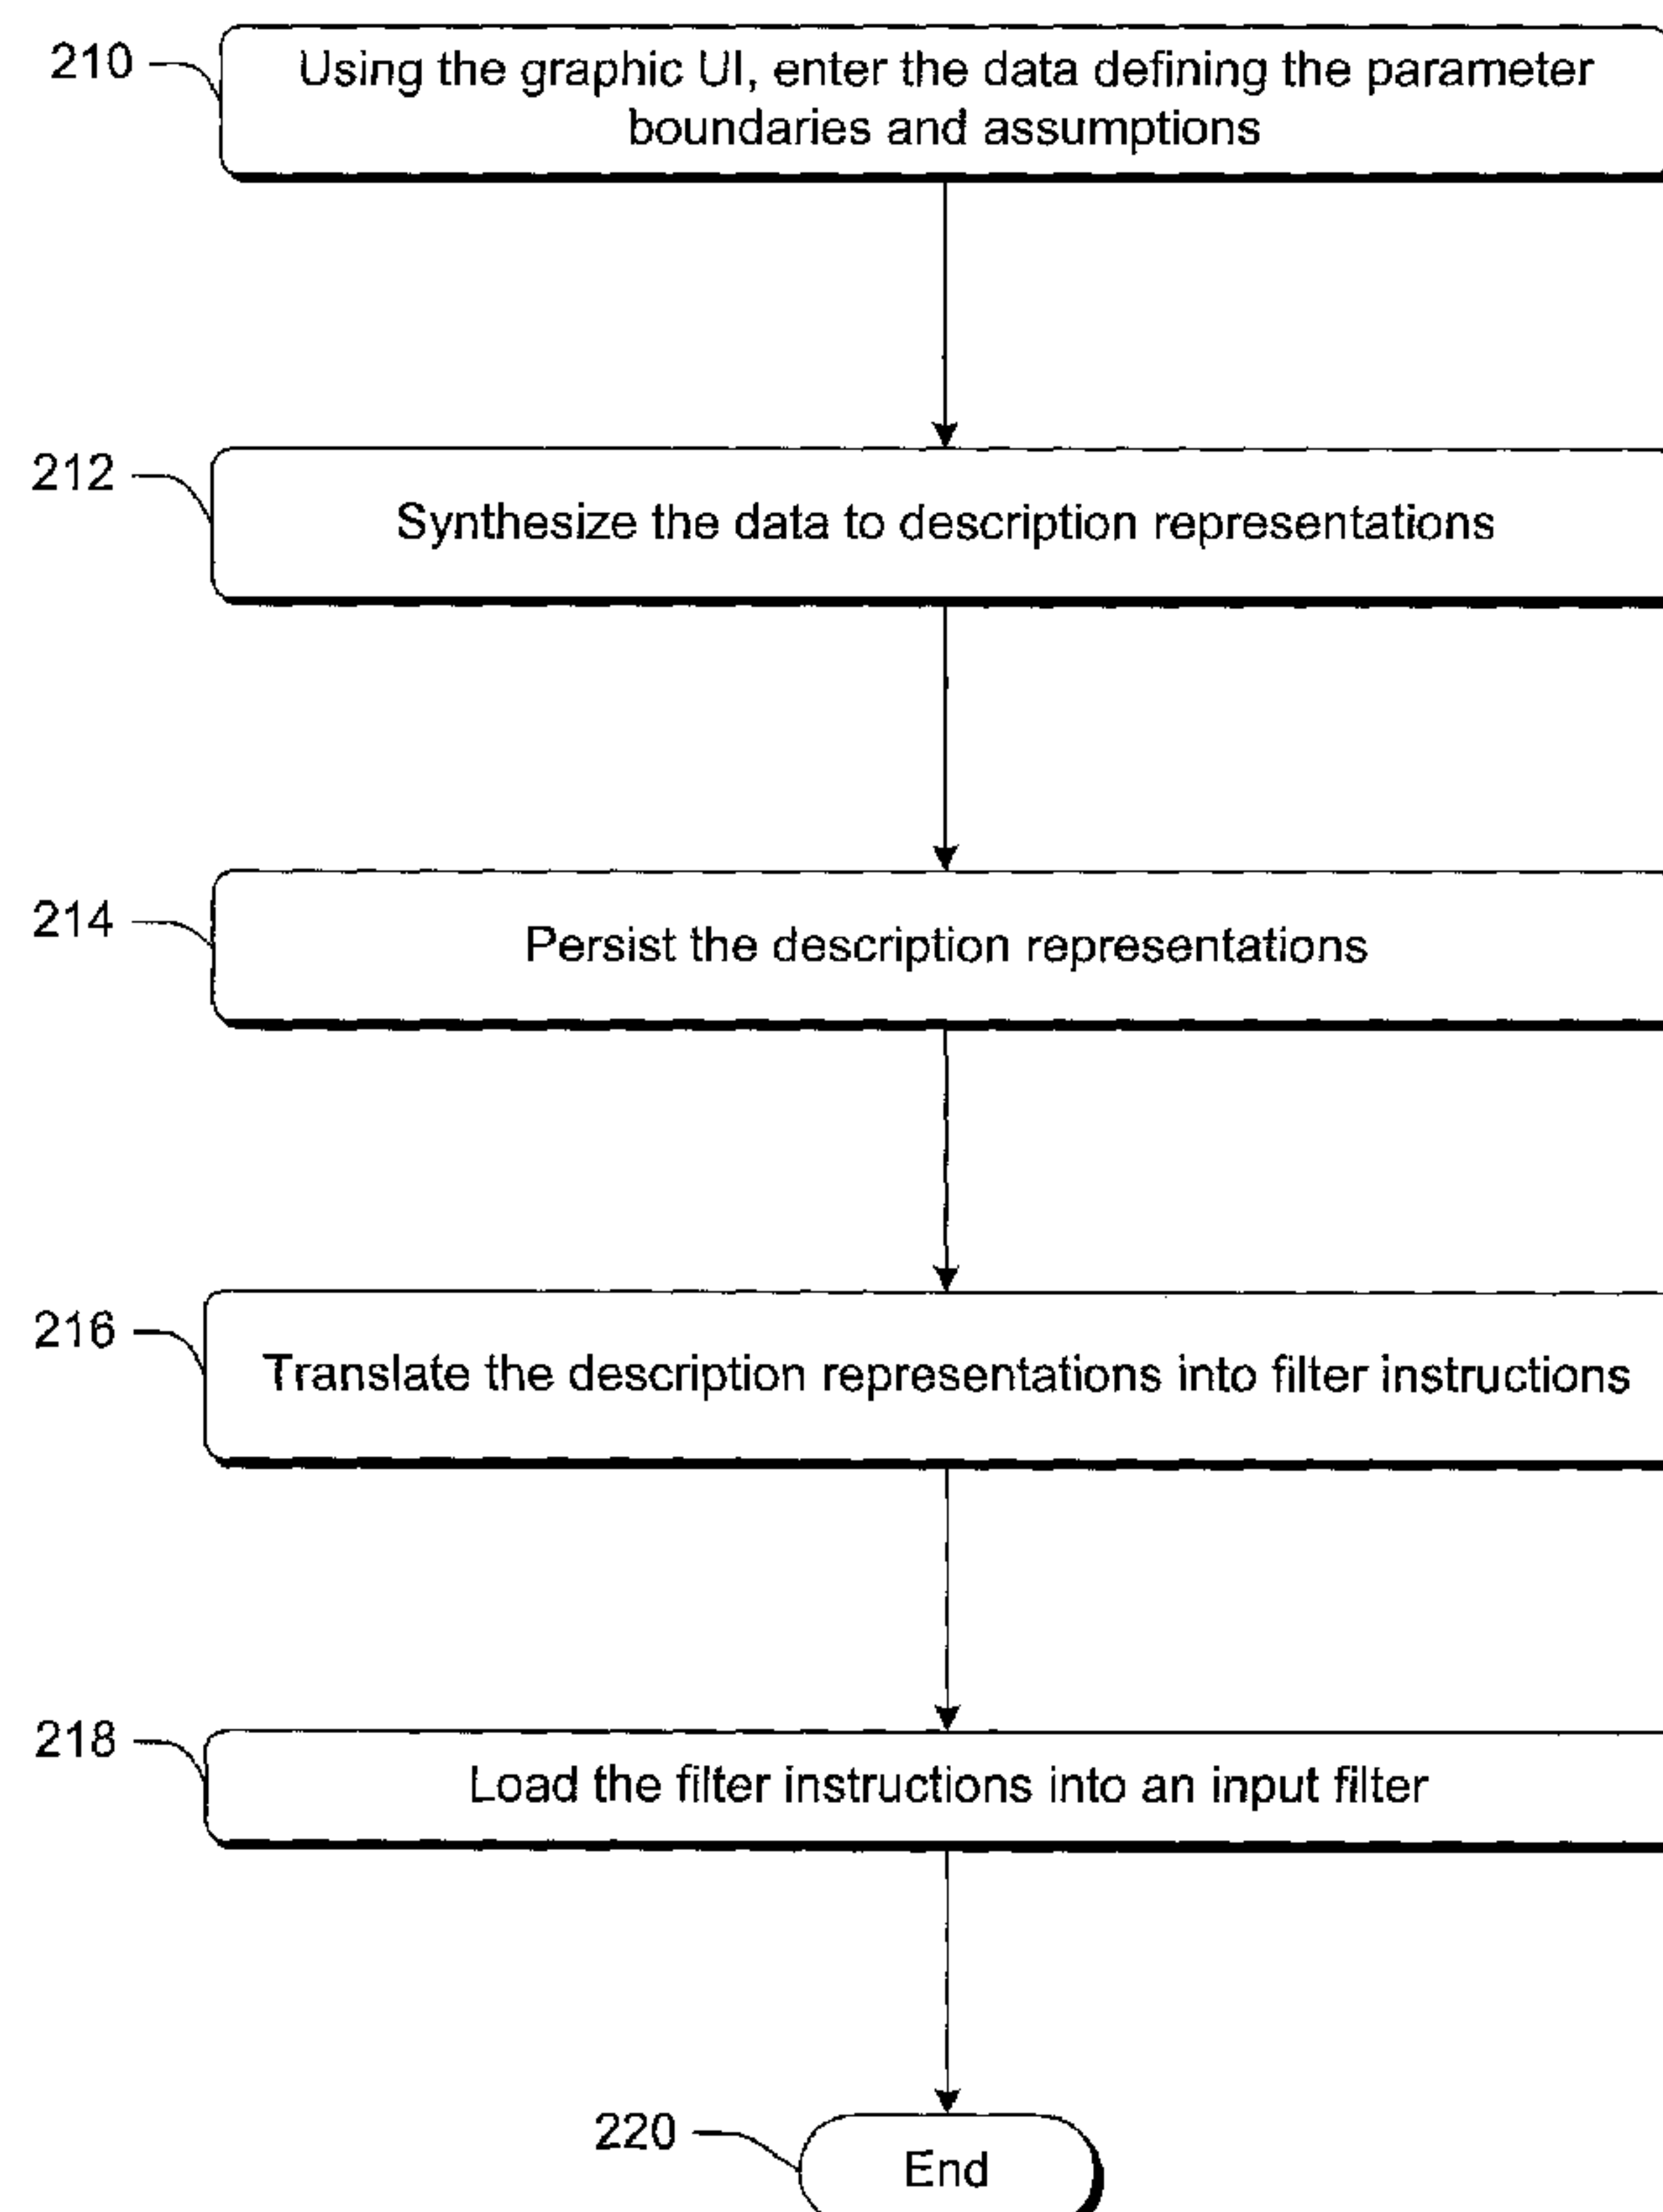 210
Using the graphic UI, enter the data defining the parameter
boundaries and assumptions
212
Synthesize the data to description representations
214
Persist the description representations
216
Translate the description representations into filter instructions
218
Load the filter instructions into an input filter
220
End